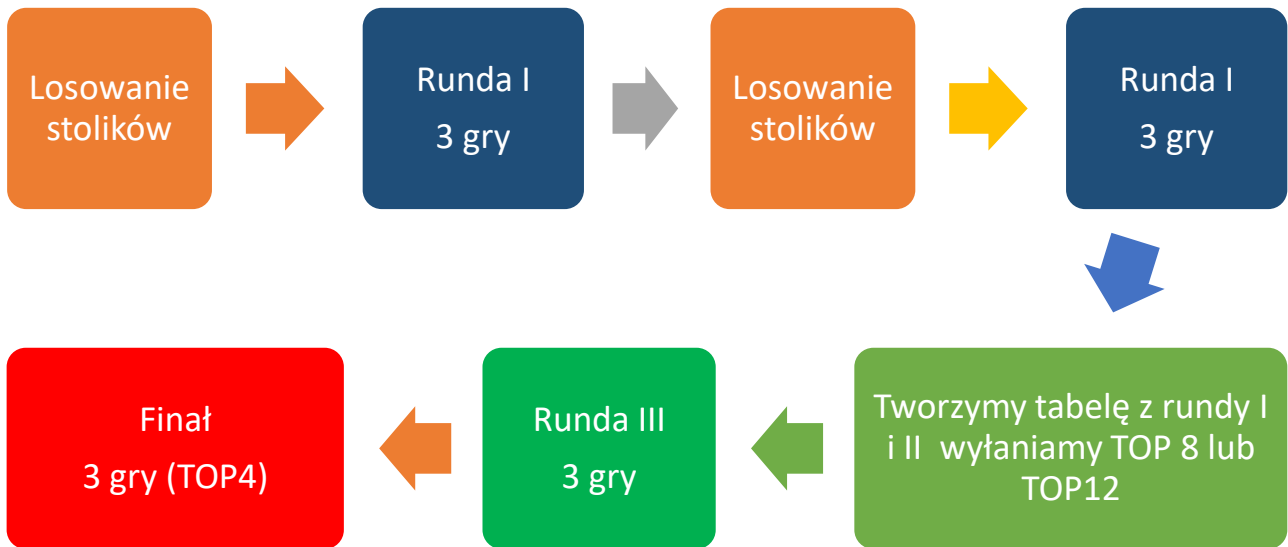 Losowanie
stolików
Runda I
3 gry
Losowanie
stolików
Runda I
3 gry
Tworzymy tabelę z rundy I
i II  wyłaniamy TOP 8 lub
TOP12
Runda III
3 gry
Finał
3 gry (TOP4)